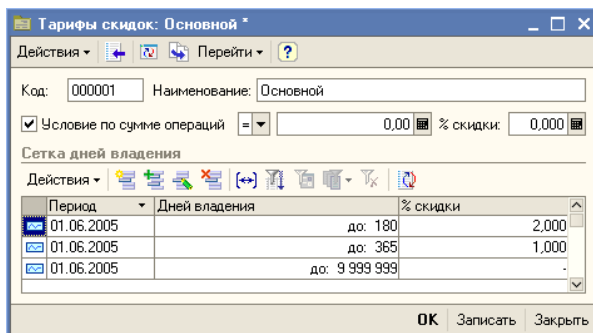 Тарифы скидок: Основной *
Действия Перейти ?
Код: 000001 Наименование: Основной
Условие по сумме операций = 0,00 % скидки: 0,000
Сетка дней владения
Действия
Период Дней владения % скидки
01.06.2005 до: 180 2,000
01.06.2005 до: 365 1,000
01.06.2005 до: 9 999 999 -
OK Записать Закрыть